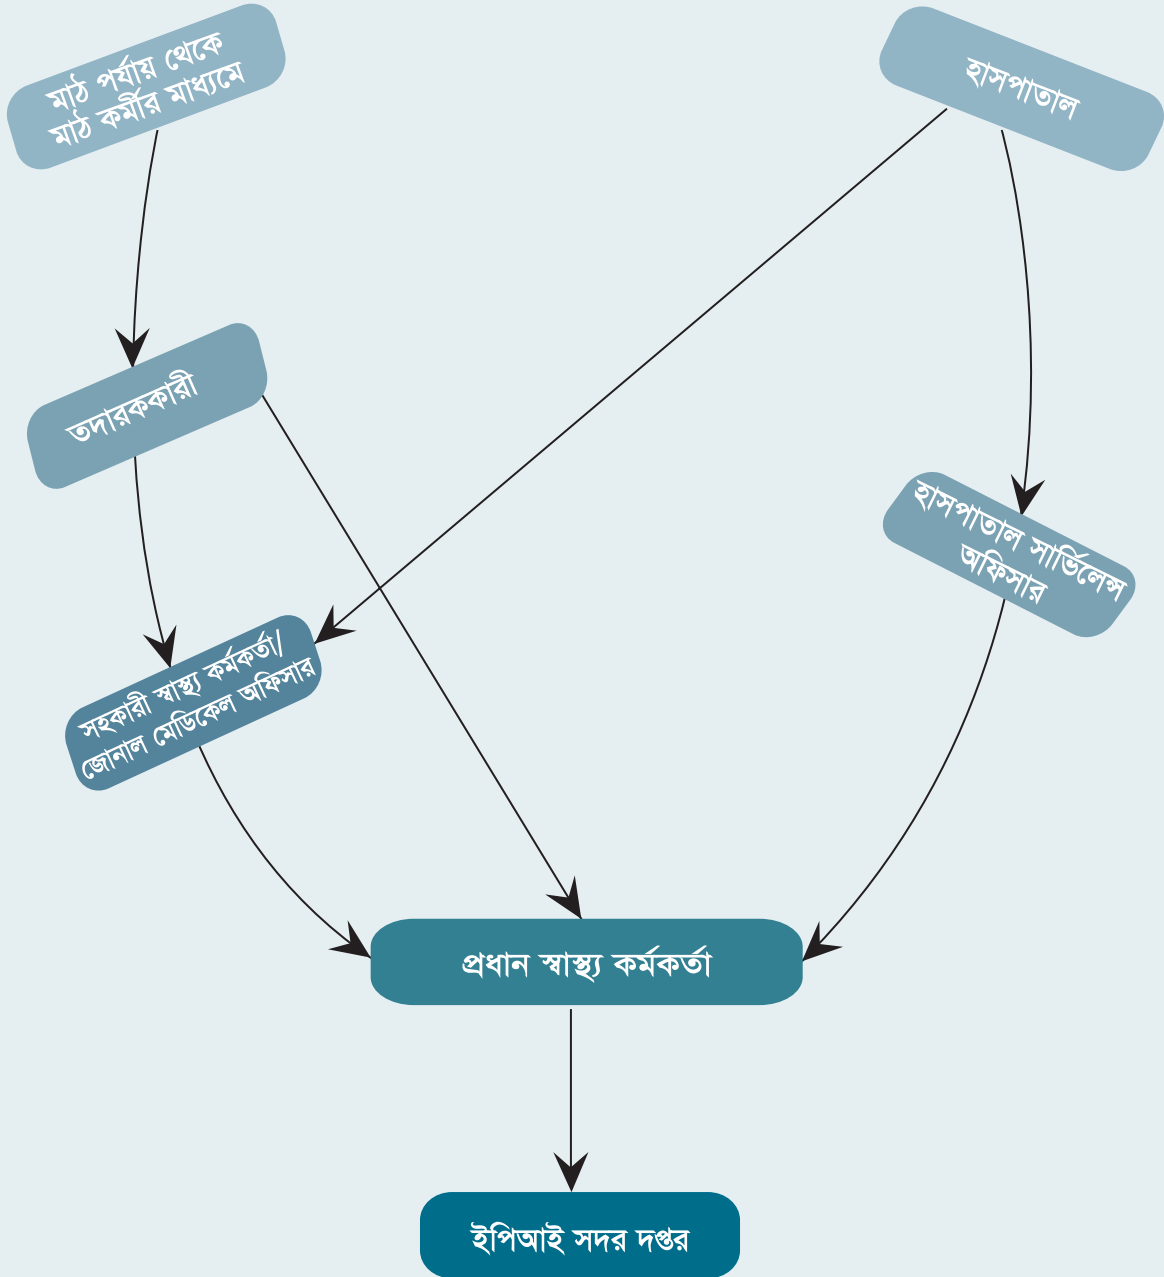 মাঠ পর্যায় থেকে
মাঠ কর্মীর মাধ্যমে
হাসপাতাল
তদারককারী
হাসপাতাল সার্ভিলেন্স
অফিসার
সহকারী স্বাস্থ্য কর্মকর্তা/
জোনাল মেডিকেল অফিসার
প্রধান স্বাস্থ্য কর্মকর্তা
ইপিআই সদর দপ্তর